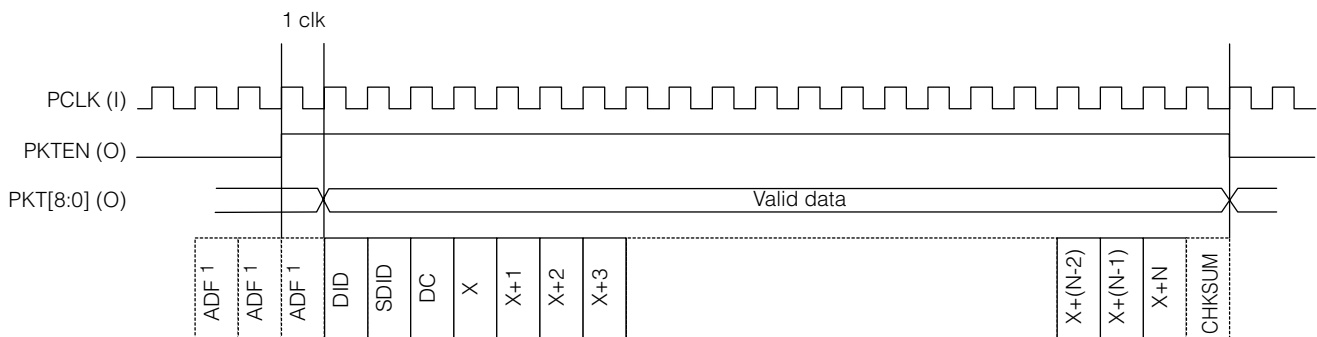 1 clk
PCLK (I)
PKTEN (O)
PKT[8:0] (O)
Valid data
ADF 1
ADF 1
ADF 1
DID
SDID
DC
X
X+1
X+2
X+3
X+(N-2)
X+(N-1)
X+N
CHKSUM